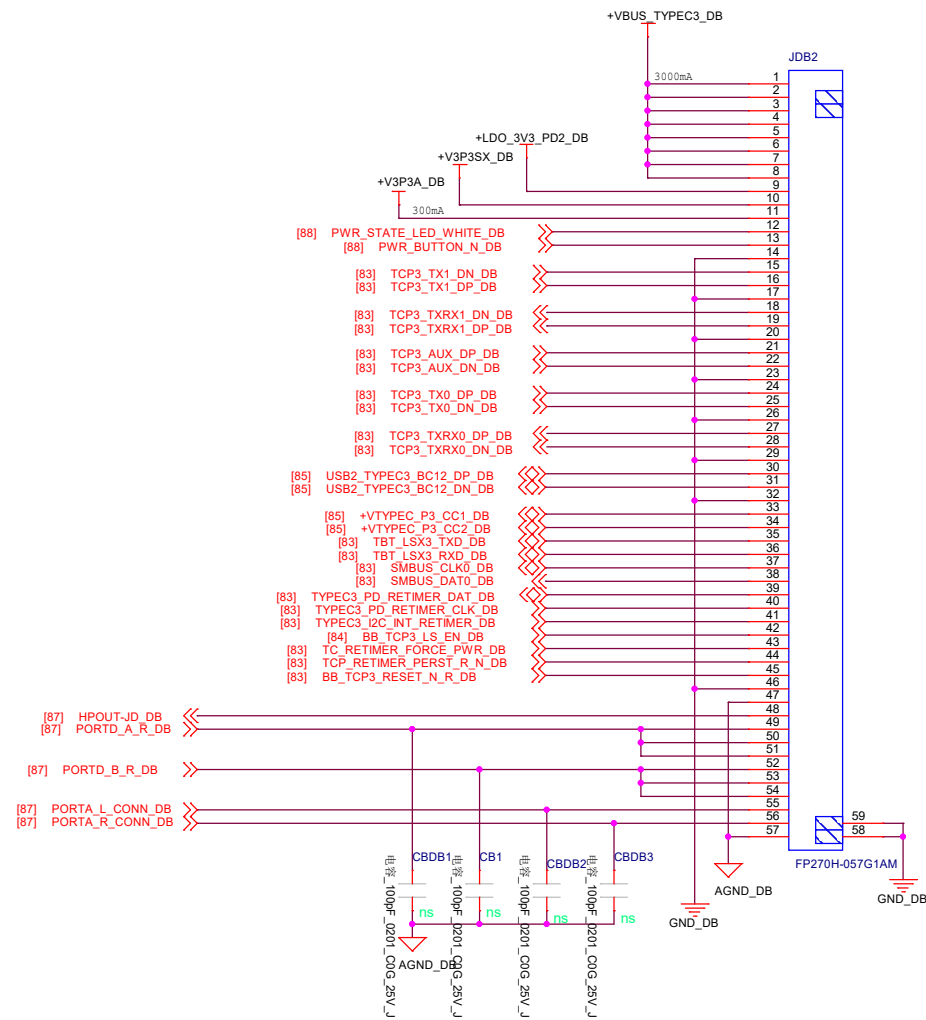 +VBUS_TYPEC3_DB
JDB2
3000mA
1
2
3
4
5
6
7
8
+LDO_3V3_PD2_DB
+V3P3SX_DB
+V3P3A_DB
300mA
9
10
11
[88] PWR_STATE_LED_WHITE_DB 12
[88] PWR_BUTTON_N_DB 13
14
[83] TCP3_TX1_DN_DB 15
[83] TCP3_TX1_DP_DB 16
17
[83] TCP3_TXRX1_DN_DB 18
[83] TCP3_TXRX1_DP_DB 19
20
[83] TCP3_AUX_DP_DB 21
[83] TCP3_AUX_DN_DB 22
23
[83] TCP3_TX0_DP_DB 24
[83] TCP3_TX0_DN_DB 25
26
[83] TCP3_TXRX0_DP_DB 27
[83] TCP3_TXRX0_DN_DB 28
29
[85] USB2_TYPEC3_BC12_DP_DB 30
[85] USB2_TYPEC3_BC12_DN_DB 31
32
[85] +VTYPEC_P3_CC1_DB 33
[85] +VTYPEC_P3_CC2_DB 34
[83] TBT_LSX3_TXD_DB 35
[83] TBT_LSX3_RXD_DB 36
[83] SMBUS_CLK0_DB 37
[83] SMBUS_DAT0_DB 38
[83] TYPEC3_PD_RETIMER_DAT_DB 39
[83] TYPEC3_PD_RETIMER_CLK_DB 40
[83] TYPEC3_I2C_INT_RETIMER_DB 41
[84] BB_TCP3_LS_EN_DB 42
[83] TC_RETIMER_FORCE_PWR_DB 43
[83] TCP_RETIMER_PERST_R_N_DB 44
[83] BB_TCP3_RESET_N_R_DB 45
46
47
[87] HPOUT-JD_DB 48
[87] PORTD_A_R_DB 49
50
51
[87] PORTD_B_R_DB 52
53
54
[87] PORTA_L_CONN_DB 55
[87] PORTA_R_CONN_DB 56
57
59
58
FP270H-057G1AM
CBDB1
CB1
CBDB2
CBDB3
电容_100pF_0201_C0G_25V_J
电容_100pF_0201_C0G_25V_J
电容_100pF_0201_C0G_25V_J
电容_100pF_0201_C0G_25V_J
ns
ns
ns
ns
AGND_DB
GND_DB
AGND_DB
GND_DB